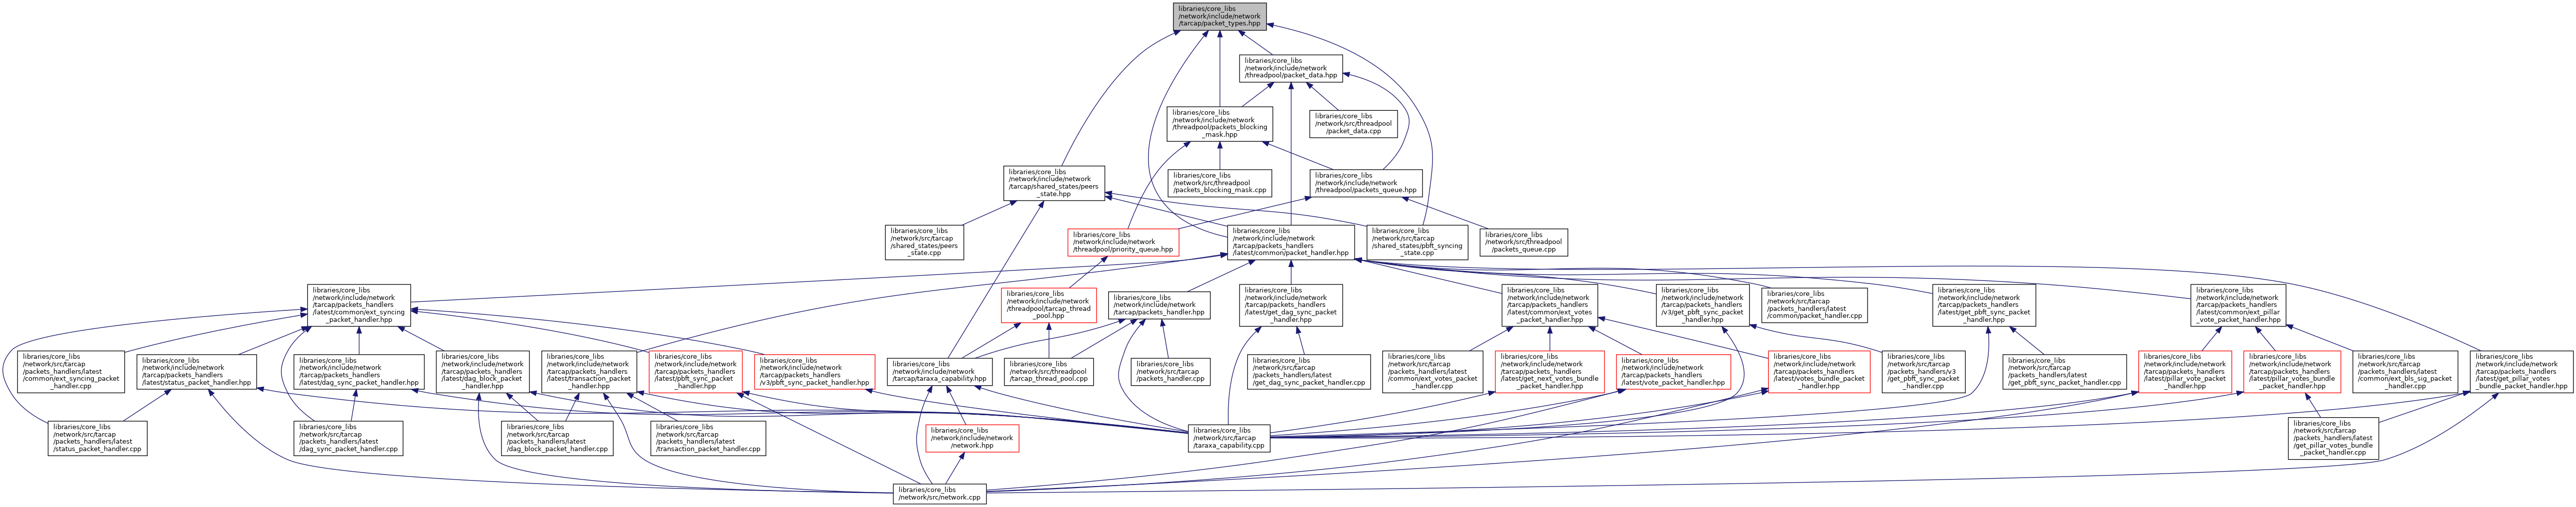 libraries/core_libs
/network/include/network
/tarcap/packet_types.hpp
libraries/core_libs
/network/include/network
/threadpool/packet_data.hpp
libraries/core_libs
/network/include/network
/threadpool/packets_blocking
_mask.hpp
libraries/core_libs
/network/src/threadpool
/packet_data.cpp
libraries/core_libs
/network/include/network
/tarcap/shared_states/peers
_state.hpp
libraries/core_libs
/network/src/threadpool
/packets_blocking_mask.cpp
libraries/core_libs
/network/include/network
/threadpool/packets_queue.hpp
libraries/core_libs
/network/src/tarcap
/shared_states/peers
_state.cpp
libraries/core_libs
/network/include/network
/threadpool/priority_queue.hpp
libraries/core_libs
/network/include/network
/tarcap/packets_handlers
/latest/common/packet_handler.hpp
libraries/core_libs
/network/src/tarcap
/shared_states/pbft_syncing
_state.cpp
libraries/core_libs
/network/src/threadpool
/packets_queue.cpp
libraries/core_libs
/network/include/network
/tarcap/packets_handlers
/latest/common/ext_syncing
_packet_handler.hpp
libraries/core_libs
/network/include/network
/threadpool/tarcap_thread
_pool.hpp
libraries/core_libs
/network/include/network
/tarcap/packets_handler.hpp
libraries/core_libs
/network/include/network
/tarcap/packets_handlers
/latest/get_dag_sync_packet
_handler.hpp
libraries/core_libs
/network/include/network
/tarcap/packets_handlers
/latest/common/ext_votes
_packet_handler.hpp
libraries/core_libs
/network/include/network
/tarcap/packets_handlers
/v3/get_pbft_sync_packet
_handler.hpp
libraries/core_libs
/network/src/tarcap
/packets_handlers/latest
/common/packet_handler.cpp
libraries/core_libs
/network/include/network
/tarcap/packets_handlers
/latest/get_pbft_sync_packet
_handler.hpp
libraries/core_libs
/network/include/network
/tarcap/packets_handlers
/latest/common/ext_pillar
_vote_packet_handler.hpp
libraries/core_libs
/network/src/tarcap
/packets_handlers/latest
/common/ext_syncing_packet
_handler.cpp
libraries/core_libs
/network/include/network
/tarcap/packets_handlers
/latest/status_packet_handler.hpp
libraries/core_libs
/network/include/network
/tarcap/packets_handlers
/latest/dag_sync_packet_handler.hpp
libraries/core_libs
/network/include/network
/tarcap/packets_handlers
/latest/dag_block_packet
_handler.hpp
libraries/core_libs
/network/include/network
/tarcap/packets_handlers
/latest/transaction_packet
_handler.hpp
libraries/core_libs
/network/include/network
/tarcap/packets_handlers
/latest/pbft_sync_packet
_handler.hpp
libraries/core_libs
/network/include/network
/tarcap/packets_handlers
/v3/pbft_sync_packet_handler.hpp
libraries/core_libs
/network/include/network
/tarcap/taraxa_capability.hpp
libraries/core_libs
/network/src/threadpool
/tarcap_thread_pool.cpp
libraries/core_libs
/network/src/tarcap
/packets_handler.cpp
libraries/core_libs
/network/src/tarcap
/packets_handlers/latest
/get_dag_sync_packet_handler.cpp
libraries/core_libs
/network/src/tarcap
/packets_handlers/latest
/common/ext_votes_packet
_handler.cpp
libraries/core_libs
/network/include/network
/tarcap/packets_handlers
/latest/get_next_votes_bundle
_packet_handler.hpp
libraries/core_libs
/network/include/network
/tarcap/packets_handlers
/latest/vote_packet_handler.hpp
libraries/core_libs
/network/include/network
/tarcap/packets_handlers
/latest/votes_bundle_packet
_handler.hpp
libraries/core_libs
/network/src/tarcap
/packets_handlers/v3
/get_pbft_sync_packet
_handler.cpp
libraries/core_libs
/network/src/tarcap
/packets_handlers/latest
/get_pbft_sync_packet_handler.cpp
libraries/core_libs
/network/include/network
/tarcap/packets_handlers
/latest/pillar_vote_packet
_handler.hpp
libraries/core_libs
/network/include/network
/tarcap/packets_handlers
/latest/pillar_votes_bundle
_packet_handler.hpp
libraries/core_libs
/network/src/tarcap
/packets_handlers/latest
/common/ext_bls_sig_packet
_handler.cpp
libraries/core_libs
/network/include/network
/tarcap/packets_handlers
/latest/get_pillar_votes
_bundle_packet_handler.hpp
libraries/core_libs
/network/src/tarcap
/packets_handlers/latest
/status_packet_handler.cpp
libraries/core_libs
/network/src/tarcap
/packets_handlers/latest
/dag_sync_packet_handler.cpp
libraries/core_libs
/network/src/tarcap
/packets_handlers/latest
/dag_block_packet_handler.cpp
libraries/core_libs
/network/src/tarcap
/packets_handlers/latest
/transaction_packet_handler.cpp
libraries/core_libs
/network/include/network
/network.hpp
libraries/core_libs
/network/src/tarcap
/taraxa_capability.cpp
libraries/core_libs
/network/src/tarcap
/packets_handlers/latest
/get_pillar_votes_bundle
_packet_handler.cpp
libraries/core_libs
/network/src/network.cpp